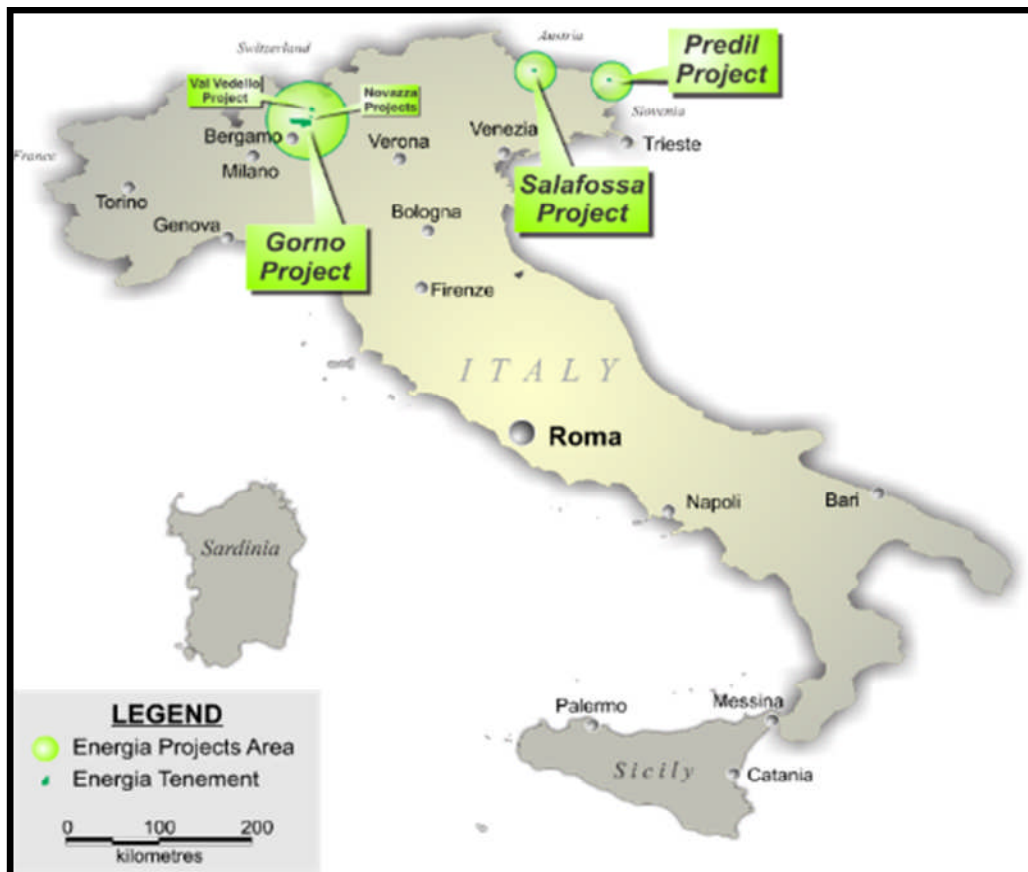 Austria
Switzerland
Predil
Project
Val Vedello
Project
Novazza
Projects
Slovenia
Bergamo
Venezia
Trieste
France
Milano
Verona
Salafossa
Project
Torino
Bologna
Genova
Gorno
Project
Firenze
ITALY
Roma
Napoli
Bari
Sardinia
LEGEND
Energia Projects Area
Energia Tenement
0 100 200
kilometres
Palermo
Messina
Sicily
Catania